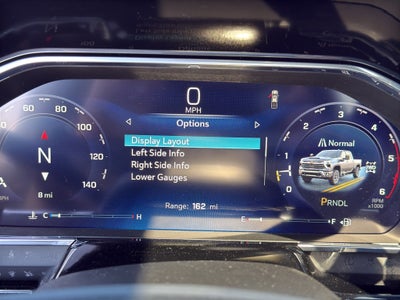 0
MPH
Options
Display Layout
Left Side Info
Right Side Info
Lower Gauges
Range: 162 mi
60 80
100
120
140
N
8 mi
Normal
PRNDL
1 2 3 4 5 6
RPM
x1000
C H
E F